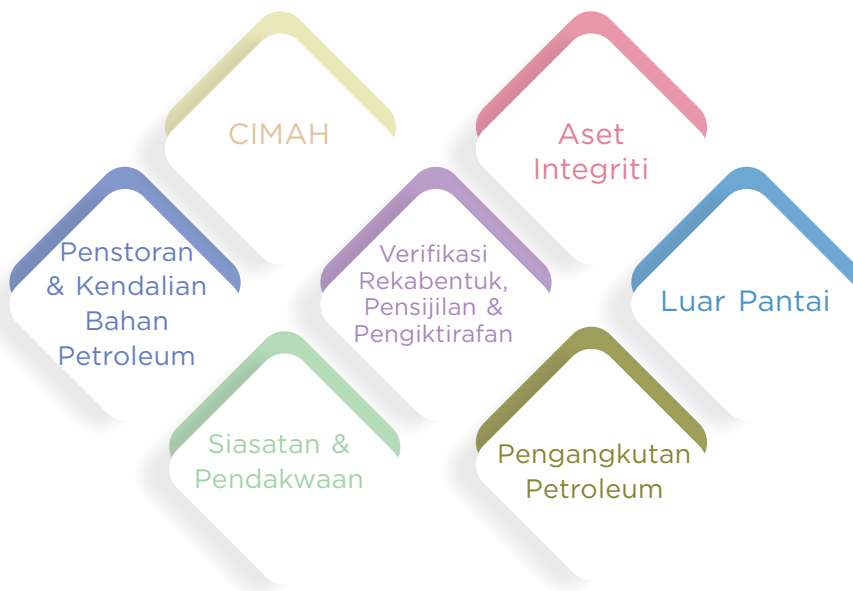 CIMAH
Aset
Integriti
Penstoran
& Kendalian
Bahan
Petroleum
Verifikasi
Rekabentuk,
Pensijilan &
Pengiktirafan
Luar Pantai
Siasatan &
Pendakwaan
Pengangkutan
Petroleum